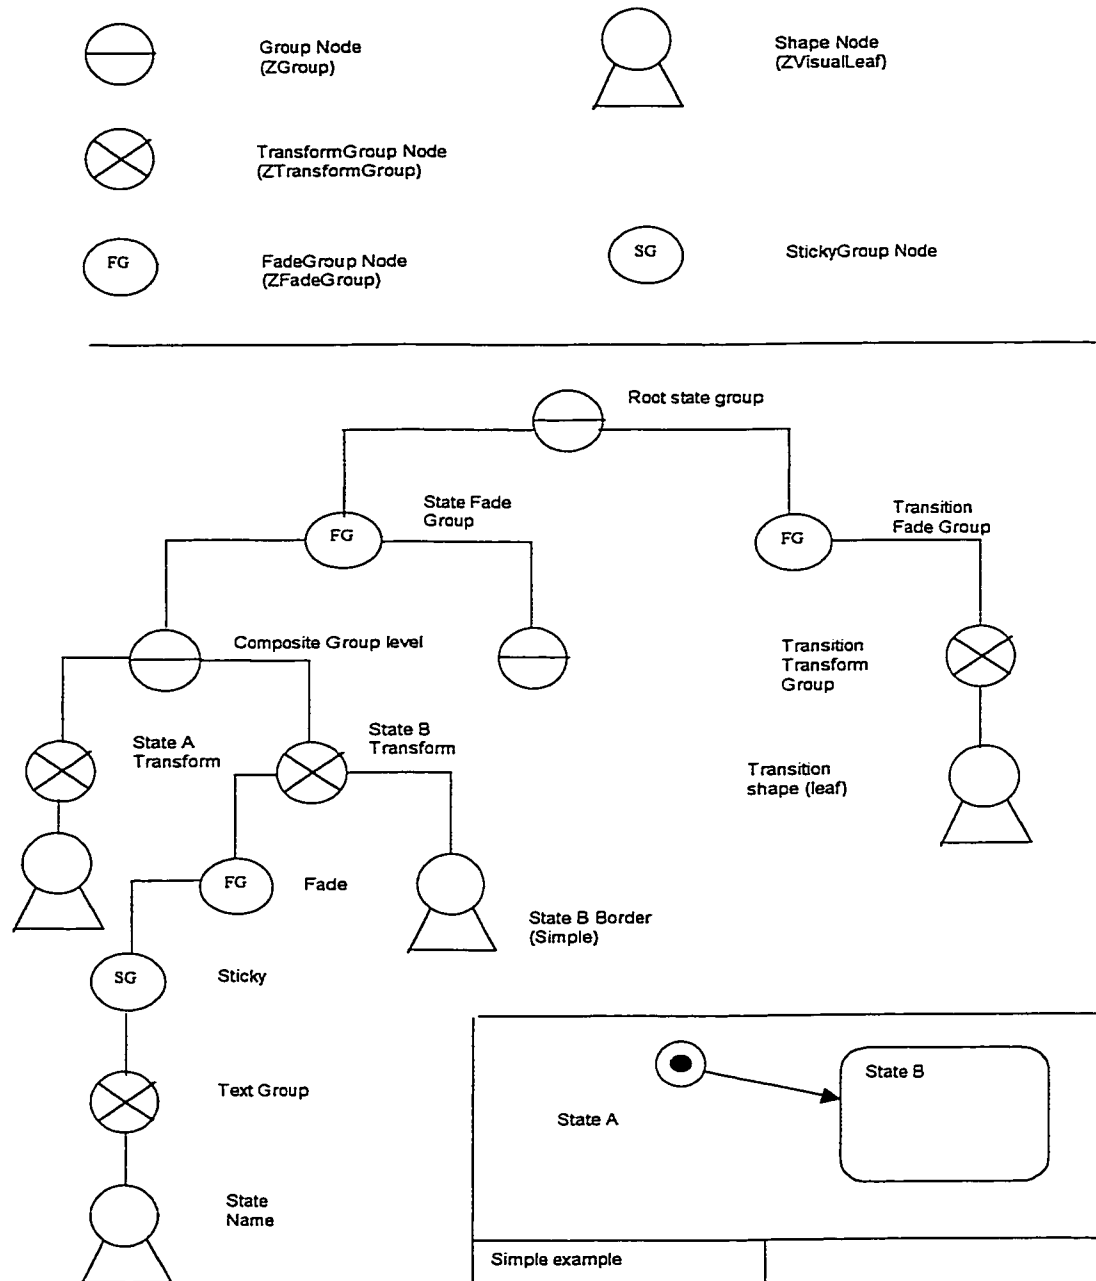 Group Node
(ZGroup)
Shape Node
(ZVisualLeaf)
TransformGroup Node
(ZTransformGroup)
FG
FadeGroup Node
(ZFadeGroup)
SG
StickyGroup Node
Root state group
State Fade
Group
FG
Transition
Fade Group
FG
Composite Group level
Transition
Transform
Group
State A
Transform
State B
Transform
Transition
shape (leaf)
FG
Fade
State B Border
(Simple)
SG
Sticky
Text Group
State B
State A
State
Name
Simple example